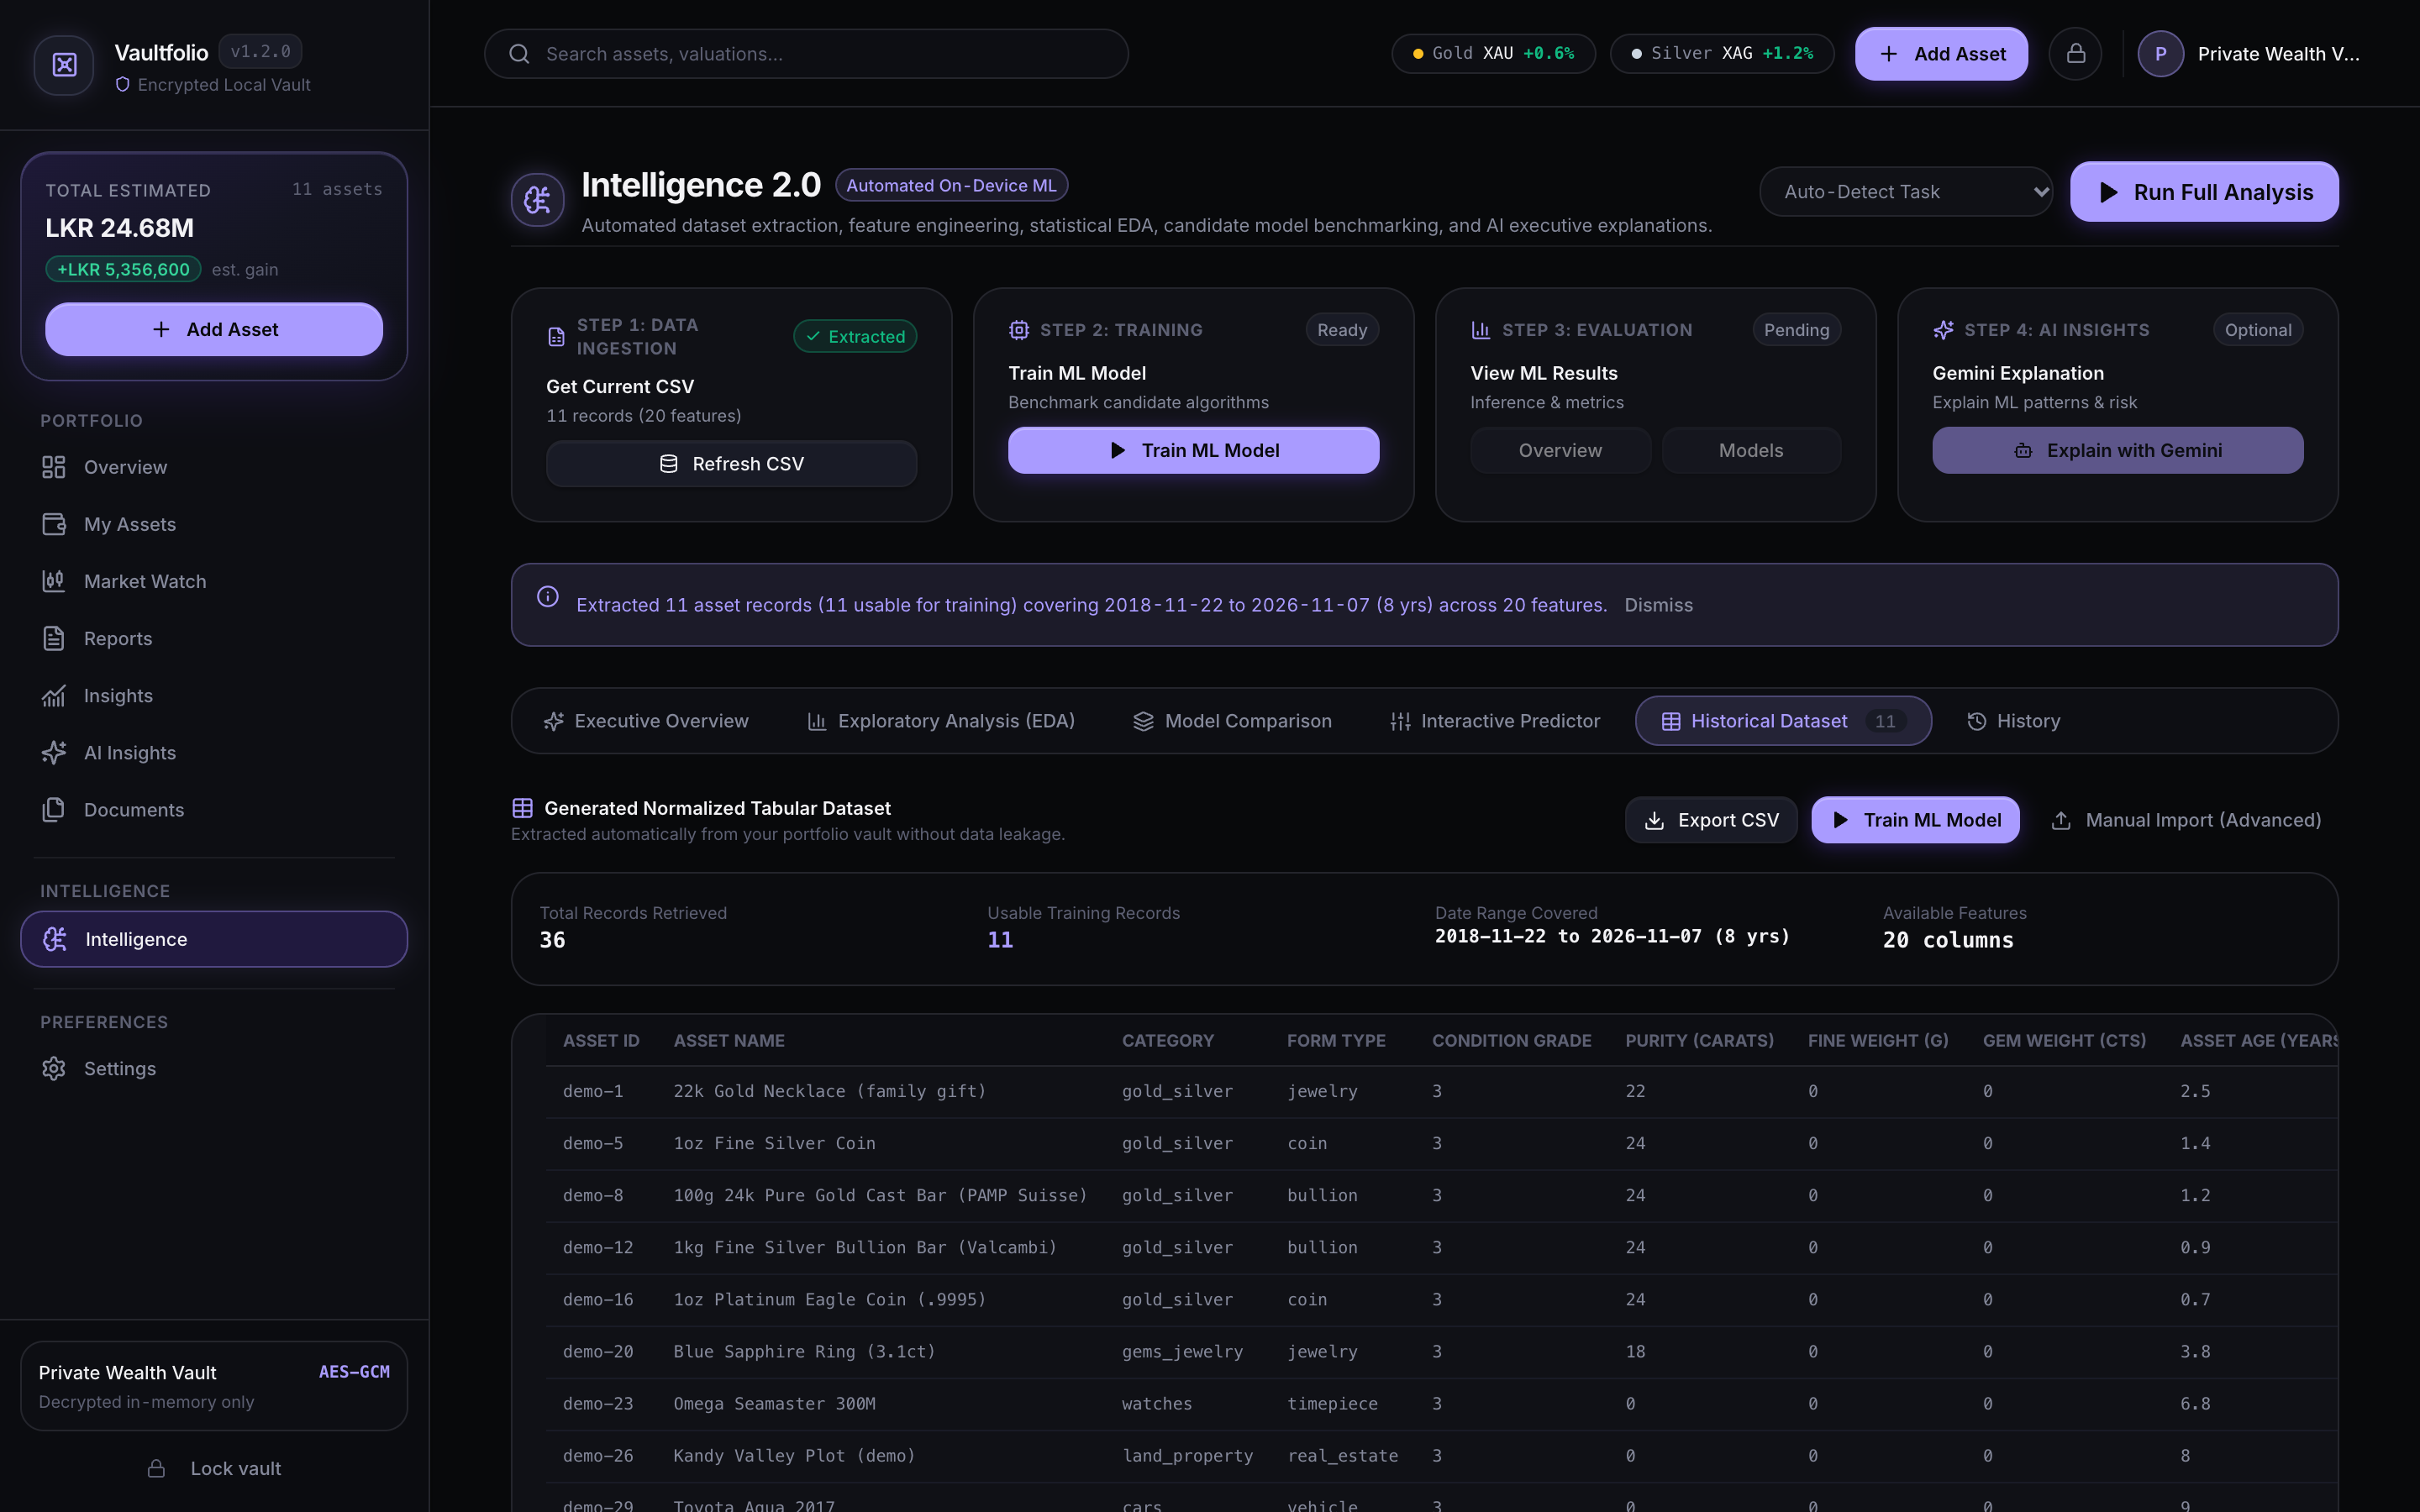 Vaultfolio v1.2.0
Encrypted Local Vault
Search assets, valuations...
Gold XAU +0.6%
Silver XAG +1.2%
Add Asset
P Private Wealth V...
TOTAL ESTIMATED 11 assets
LKR 24.68M
+LKR 5,356,600 est. gain
Add Asset
PORTFOLIO
Overview
My Assets
Market Watch
Reports
Insights
AI Insights
Documents
INTELLIGENCE
Intelligence
PREFERENCES
Settings
Private Wealth Vault AES-GCM
Decrypted in-memory only
Lock vault
Intelligence 2.0 Automated On-Device ML
Automated dataset extraction, feature engineering, statistical EDA, candidate model benchmarking, and AI executive explanations.
Auto-Detect Task
Run Full Analysis
STEP 1: DATA
INGESTION
Extracted
Get Current CSV
11 records (20 features)
Refresh CSV
STEP 2: TRAINING Ready
Train ML Model
Benchmark candidate algorithms
Train ML Model
STEP 3: EVALUATION Pending
View ML Results
Inference & metrics
Overview Models
STEP 4: AI INSIGHTS Optional
Gemini Explanation
Explain ML patterns & risk
Explain with Gemini
Extracted 11 asset records (11 usable for training) covering 2018-11-22 to 2026-11-07 (8 yrs) across 20 features. Dismiss
Executive Overview Exploratory Analysis (EDA) Model Comparison Interactive Predictor Historical Dataset 11 History
Generated Normalized Tabular Dataset
Extracted automatically from your portfolio vault without data leakage.
Export CSV Train ML Model Manual Import (Advanced)
Total Records Retrieved
36
Usable Training Records
11
Date Range Covered
2018-11-22 to 2026-11-07 (8 yrs)
Available Features
20 columns
ASSET ID ASSET NAME CATEGORY FORM TYPE CONDITION GRADE PURITY (CARATS) FINE WEIGHT (G) GEM WEIGHT (CTS) ASSET AGE (YEARS
demo-1 22k Gold Necklace (family gift) gold_silver jewelry 3 22 0 0 2.5
demo-5 1oz Fine Silver Coin gold_silver coin 3 24 0 0 1.4
demo-8 100g 24k Pure Gold Cast Bar (PAMP Suisse) gold_silver bullion 3 24 0 0 1.2
demo-12 1kg Fine Silver Bullion Bar (Valcambi) gold_silver bullion 3 24 0 0 0.9
demo-16 1oz Platinum Eagle Coin (.9995) gold_silver coin 3 24 0 0 0.7
demo-20 Blue Sapphire Ring (3.1ct) gems_jewelry jewelry 3 18 0 0 3.8
demo-23 Omega Seamaster 300M watches timepiece 3 0 0 0 6.8
demo-26 Kandy Valley Plot (demo) land_property real_estate 3 0 0 0 8
demo-29 Toyota Aqua 2017 cars vehicle 3 0 0 0 9